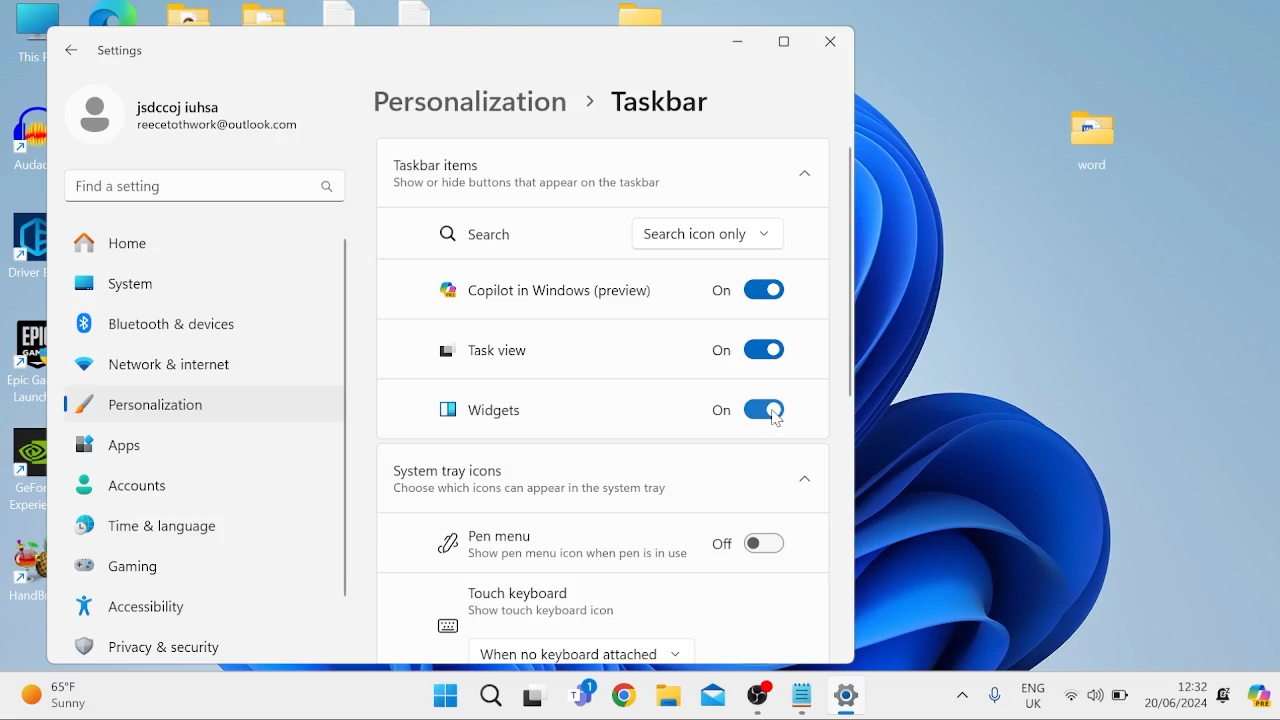 This P
Settings
jsdccoj iuhsa
reecetothwork@outlook.com
Find a setting
Home
System
Bluetooth & devices
Network & internet
Personalization
Apps
Accounts
Time & language
Gaming
Accessibility
Privacy & security
Personalization > Taskbar
Taskbar items
Show or hide buttons that appear on the taskbar
Search
Search icon only
Copilot in Windows (preview)
On
Task view
On
Widgets
On
System tray icons
Choose which icons can appear in the system tray
Pen menu
Show pen menu icon when pen is in use
Off
Touch keyboard
Show touch keyboard icon
When no keyboard attached
Audac
Driver B
EPIC
GAM
Epic Ga
Launch
GeFor
Experie
HandB
word
65°F
Sunny
1
ENG
UK
12:32
20/06/2024
PRE